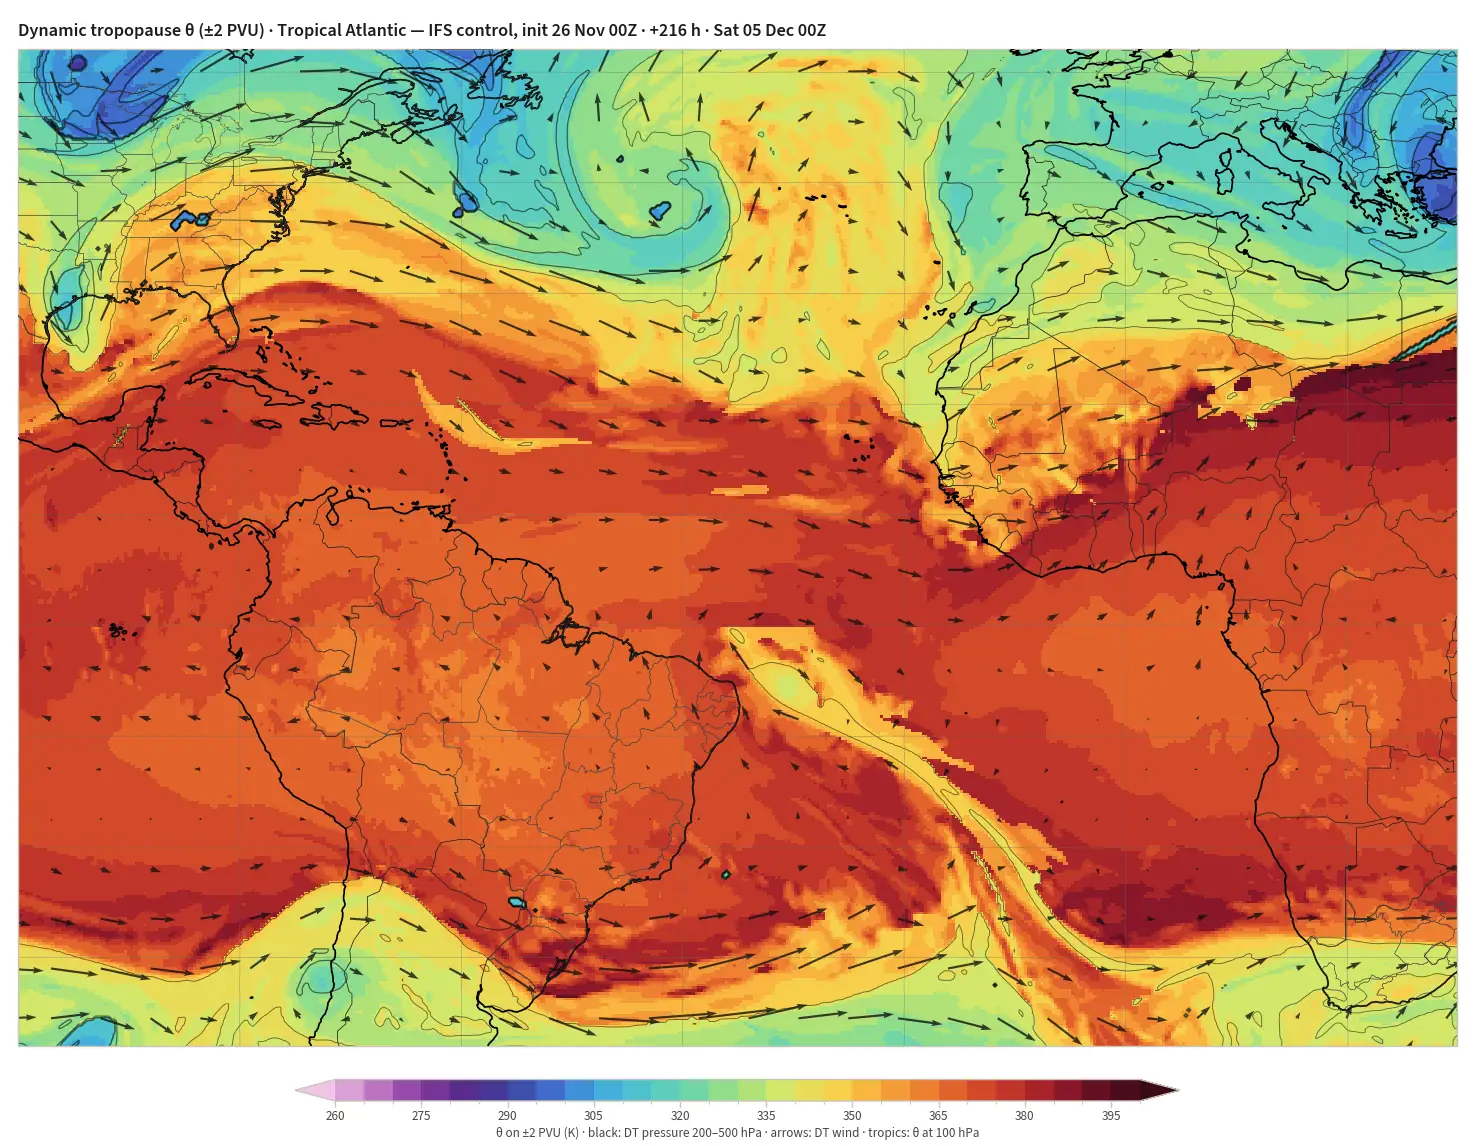 Dynamic tropopause θ (±2 PVU) · Tropical Atlantic — IFS control, init 26 Nov 00Z · +216 h · Sat 05 Dec 00Z
260 275 290 305 320 335 350 365 380 395
θ on ±2 PVU (K) · black: DT pressure 200–500 hPa · arrows: DT wind · tropics: θ at 100 hPa